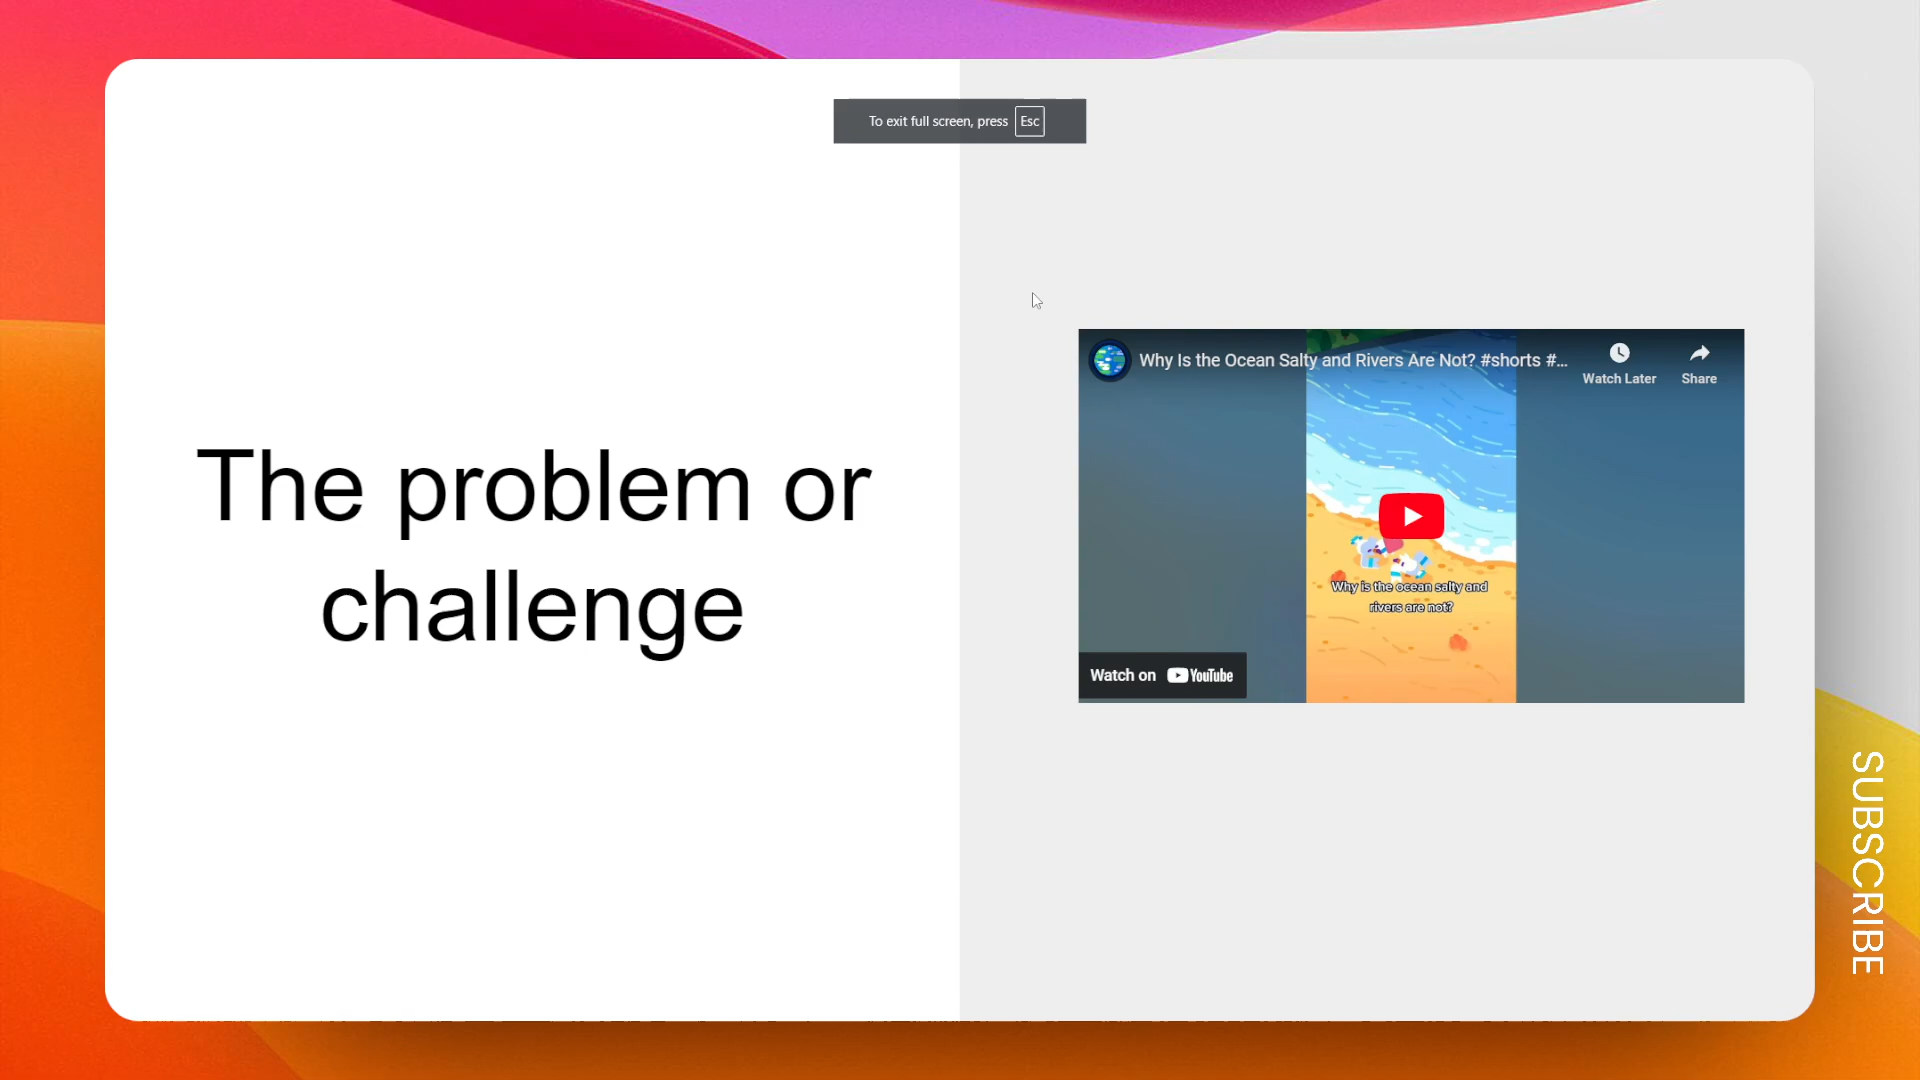 To exit full screen, press Esc
The problem or
challenge
Why Is the Ocean Salty and Rivers Are Not? #shorts #...
Watch Later
Share
Why is the ocean salty and
rivers are not?
Watch on YouTube
SUBSCRIBE